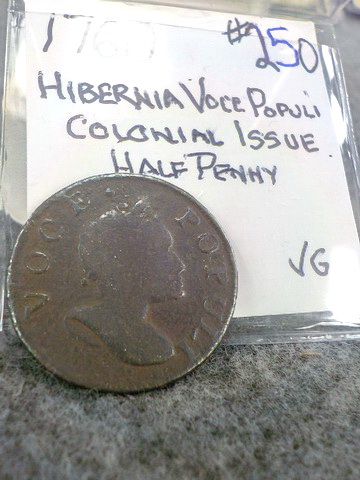 1760
#250
HIBERNIA VOCE POPULI
COLONIAL ISSUE
HALF PENNY
VG
VOCE POPULI